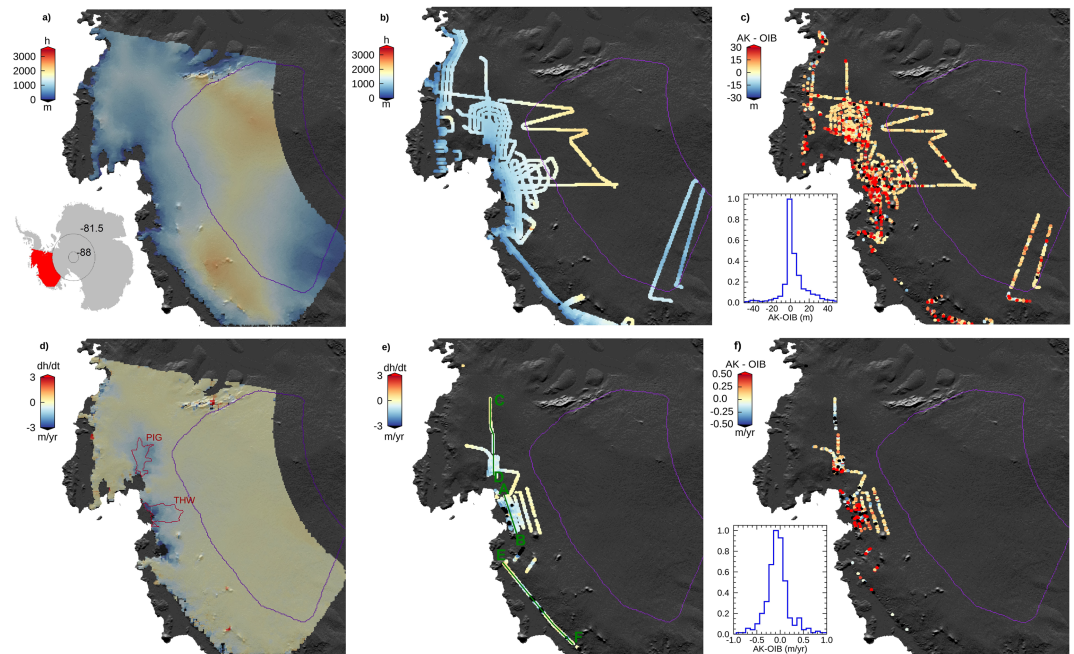 a)
h
3000
2000
1000
0
m
-81.5
-88
b)
h
3000
2000
1000
0
m
c)
AK - OIB
30
15
0
-15
-30
m
1.0
0.8
0.6
0.4
0.2
0.0
-40 -20 0 20 40
AK-OIB (m)
d)
dh/dt
3
0
-3
m/yr
PIG
THW
e)
dh/dt
3
0
-3
m/yr
C
D
A
B
E
F
f)
AK - OIB
0.50
0.25
0.00
-0.25
-0.50
m/yr
1.0
0.8
0.6
0.4
0.2
0.0
-1.0 -0.5 0.0 0.5 1.0
AK-OIB (m/yr)